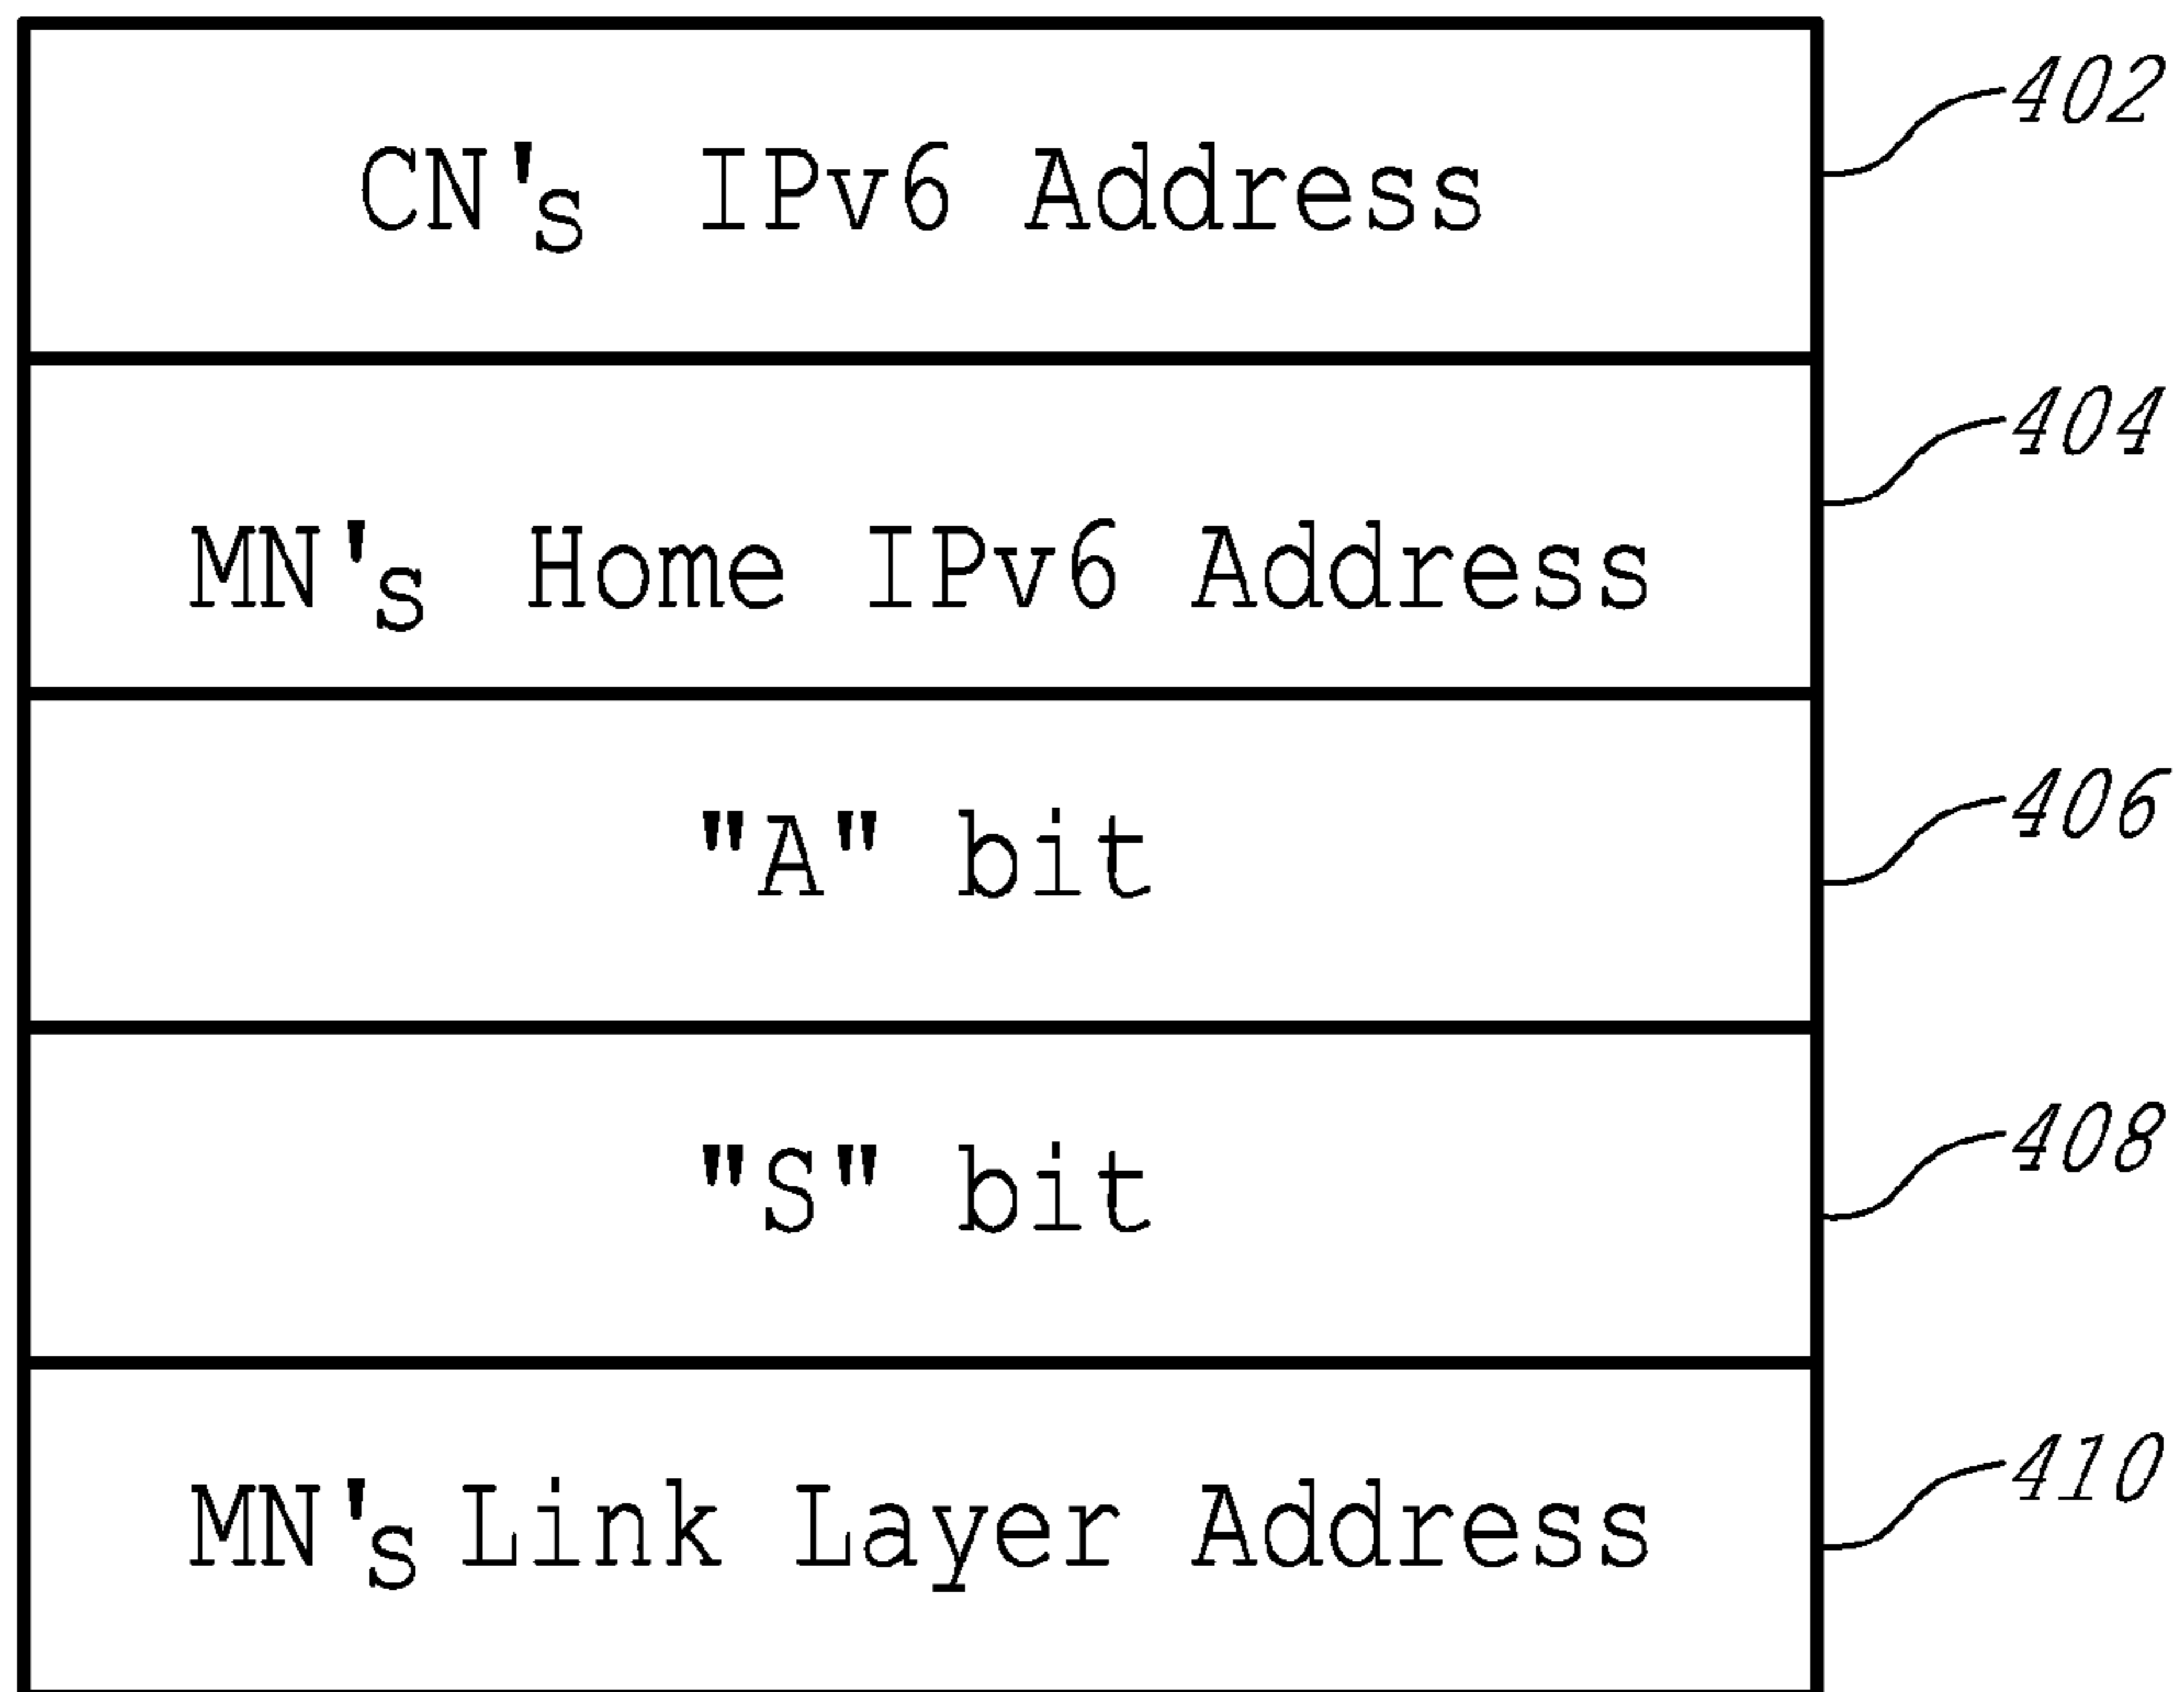 CN's IPv6 Address
402
MN's Home IPv6 Address
404
"A" bit
406
"S" bit
408
MN's Link Layer Address
410